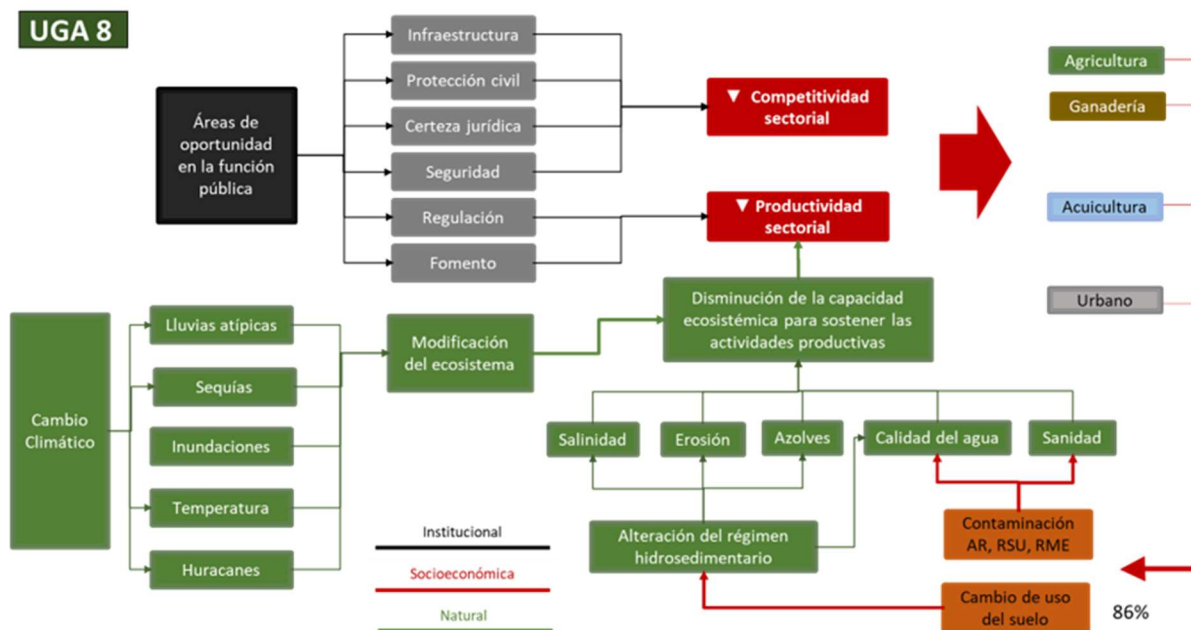 UGA 8
Áreas de
oportunidad
en la función
pública
Infraestructura
Protección civil
Certeza jurídica
Seguridad
Regulación
Fomento
▼ Competitividad
sectorial
▼ Productividad
sectorial
Agricultura
Ganadería
Acuicultura
Urbano
Cambio
Climático
Lluvias atípicas
Sequías
Inundaciones
Temperatura
Huracanes
Modificación
del ecosistema
Disminución de la capacidad
ecosistémica para sostener las
actividades productivas
Salinidad
Erosión
Azolves
Calidad del agua
Sanidad
Alteración del régimen
hidrosedimentario
Contaminación
AR, RSU, RME
Cambio de uso
del suelo
86%
Institucional
Socioeconómica
Natural